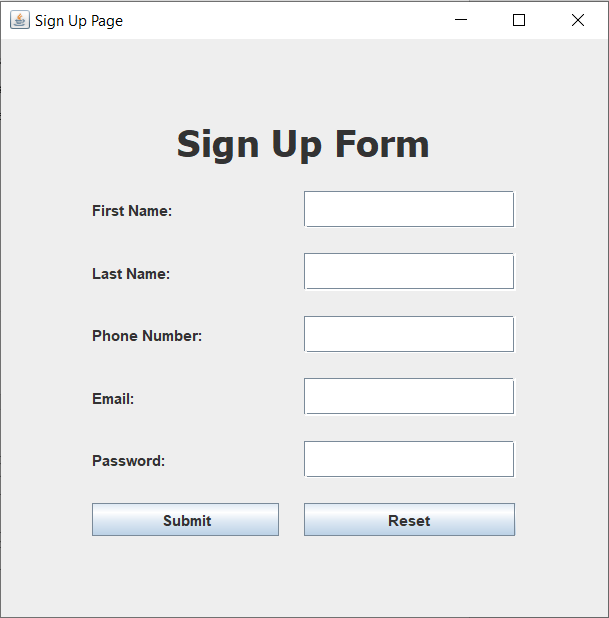 Sign Up Page
Sign Up Form
First Name:
Last Name:
Phone Number:
Email:
Password:
Submit Reset